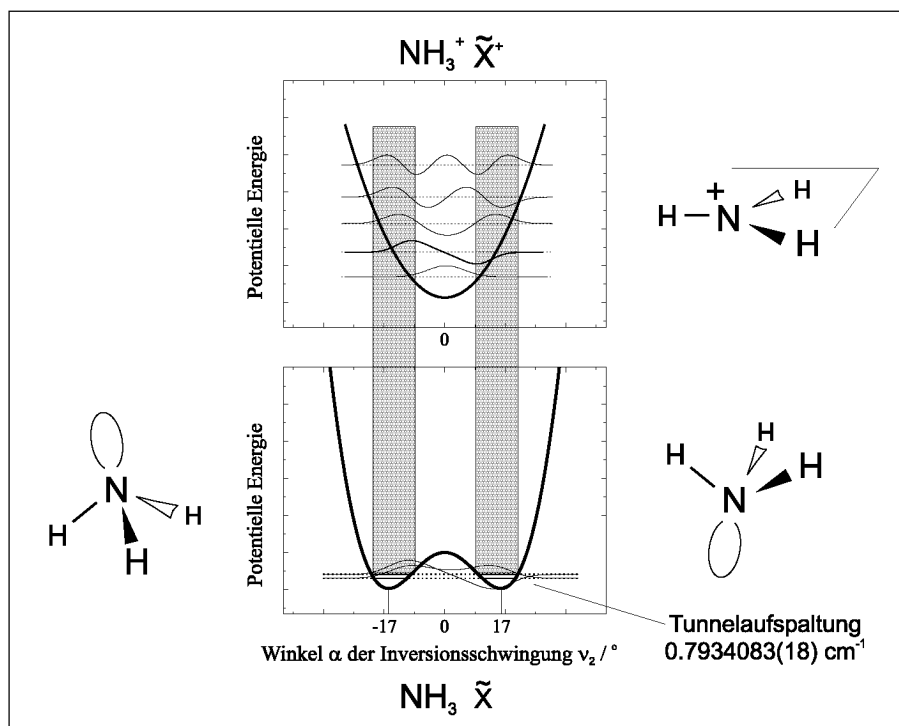 NH₃⁺ X̃⁺
Potentielle Energie
0
H
N
+
H
H
Potentielle Energie
N
H
H
H
H
H
H
N
-17 0 17
Winkel α der Inversionsschwingung ν₂ / °
Tunnelaufspaltung
0.7934083(18) cm⁻¹
NH₃ X̃